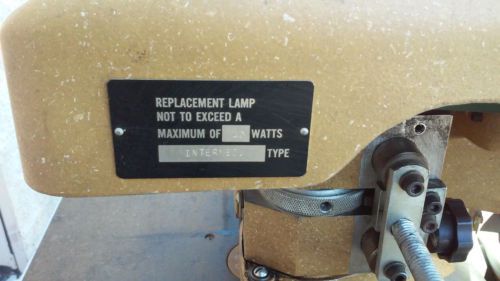 REPLACEMENT LAMP
NOT TO EXCEED A
MAXIMUM OF WATTS
TYPE